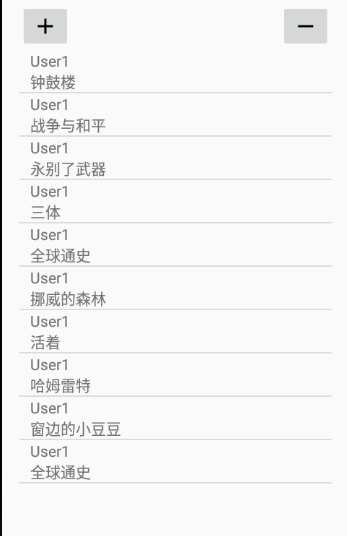 + −
User1
钟鼓楼
User1
战争与和平
User1
永别了武器
User1
三体
User1
全球通史
User1
挪威的森林
User1
活着
User1
哈姆雷特
User1
窗边的小豆豆
User1
全球通史